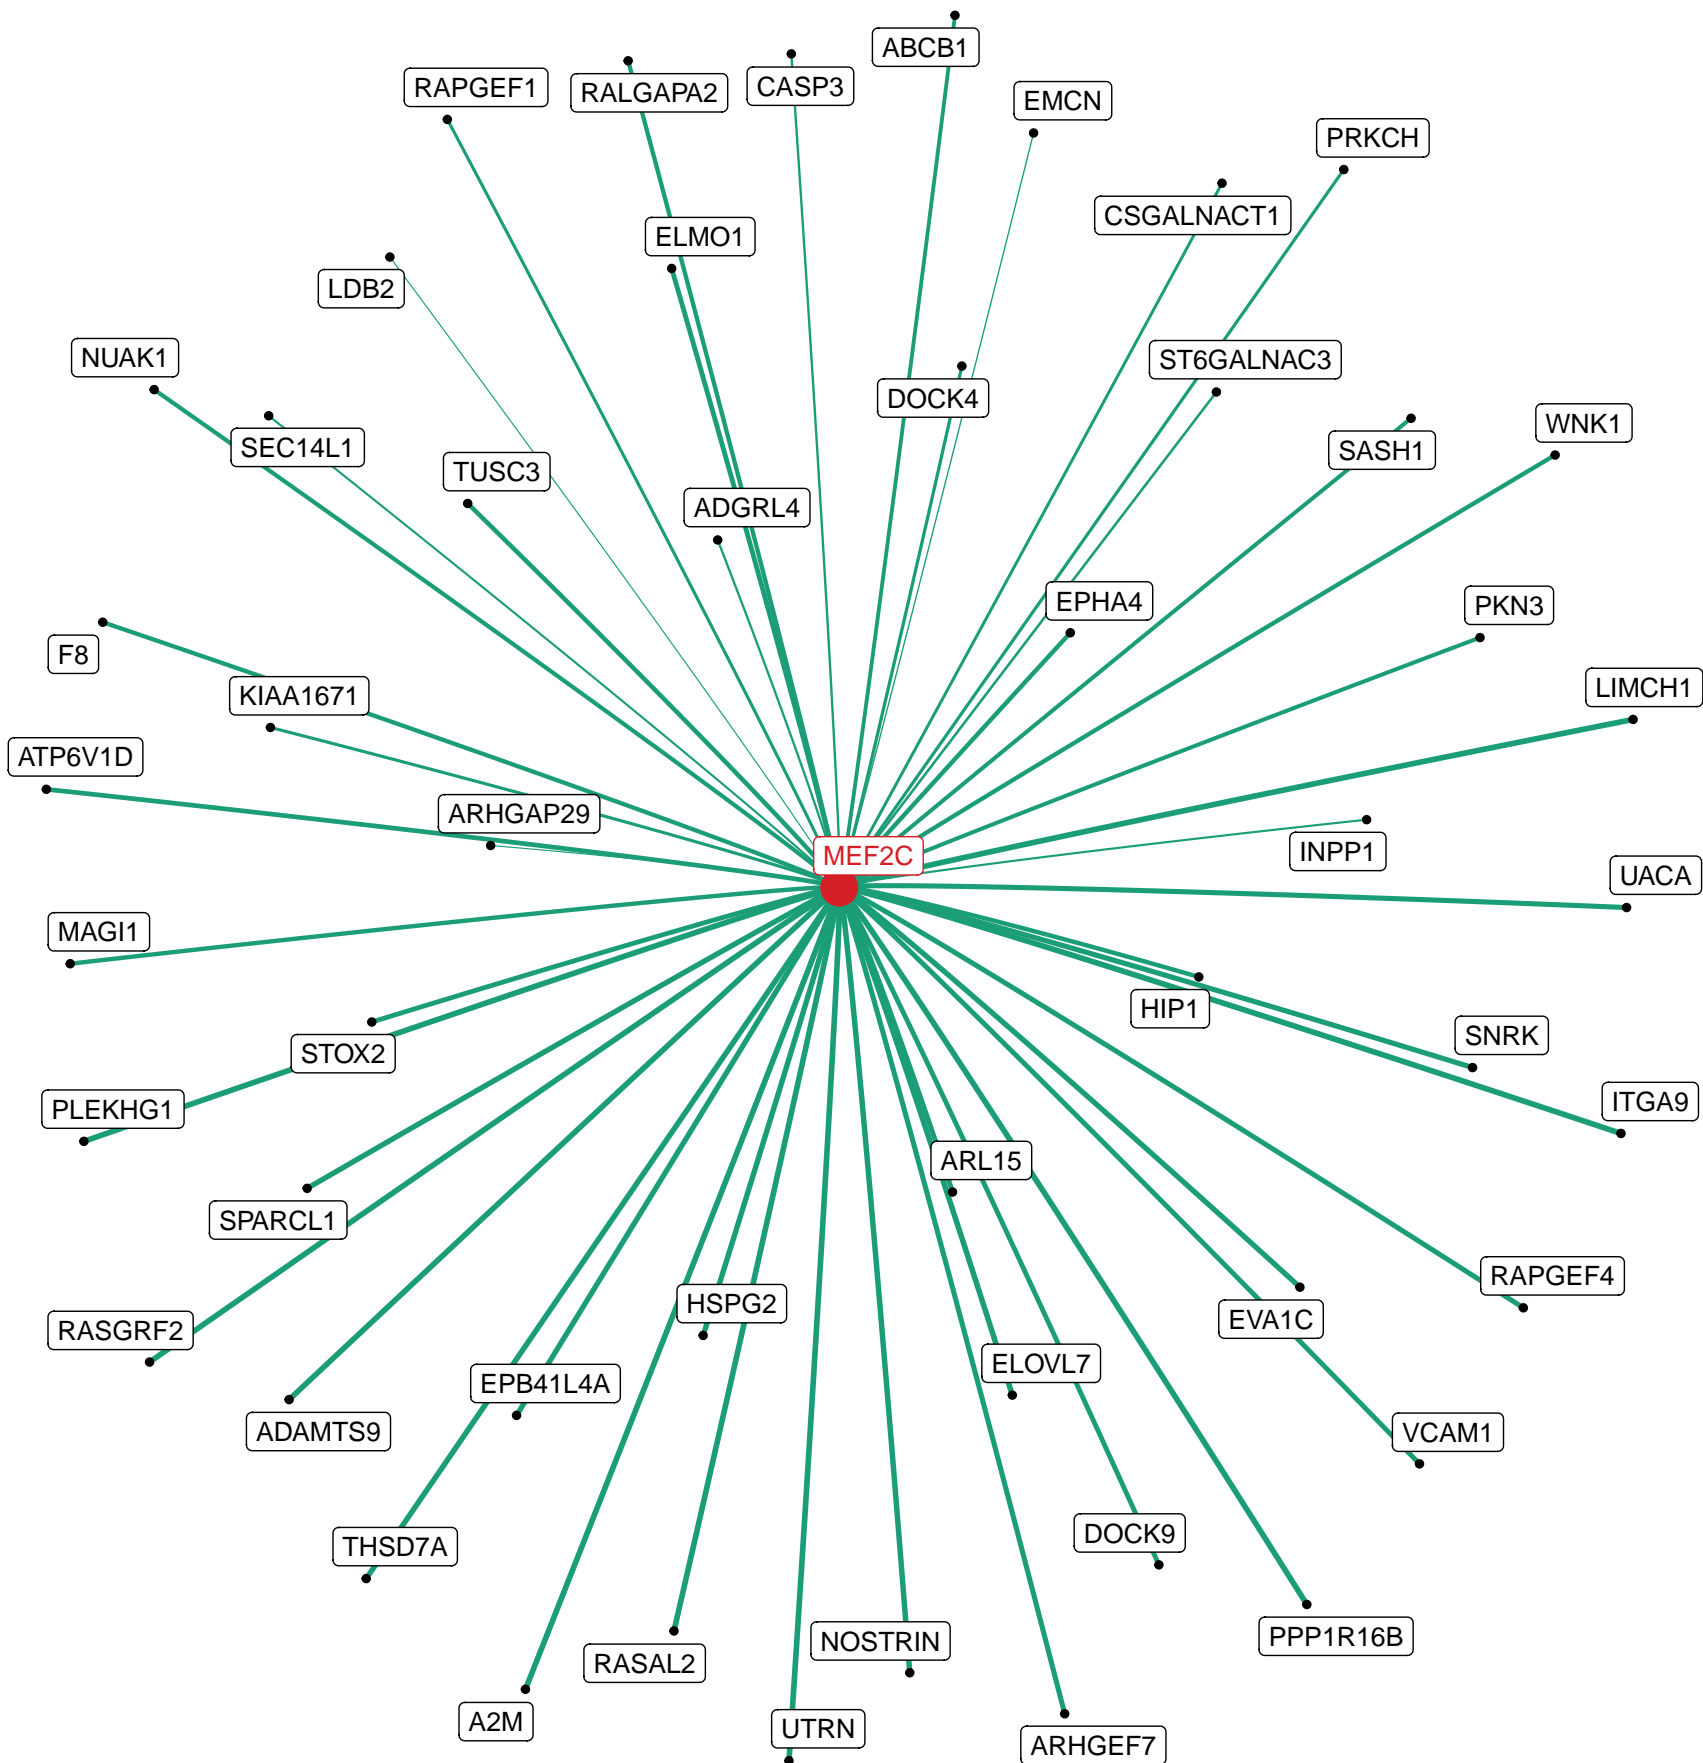 ABCB1
RAPGEF1
RALGAPA2
CASP3
EMCN
PRKCH
CSGALNACT1
ELMO1
LDB2
NUAK1
ST6GALNAC3
DOCK4
WNK1
SEC14L1
SASH1
TUSC3
ADGRL4
EPHA4
PKN3
F8
KIAA1671
LIMCH1
ATP6V1D
ARHGAP29
MEF2C
INPP1
UACA
MAGI1
HIP1
SNRK
STOX2
ITGA9
PLEKHG1
ARL15
SPARCL1
RAPGEF4
HSPG2
EVA1C
RASGRF2
ELOVL7
EPB41L4A
ADAMTS9
VCAM1
DOCK9
THSD7A
PPP1R16B
NOSTRIN
RASAL2
A2M
UTRN
ARHGEF7